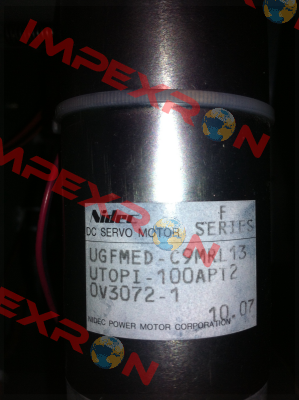 IMPEXRON
Nidec
DC SERVO MOTOR
F
SERIES
UGFMED-C9MRL13
UTOPI-100APT2
OV3072-1
10.07
NIDEC POWER MOTOR CORPORATION
IMPEXRON
IMPEXRON